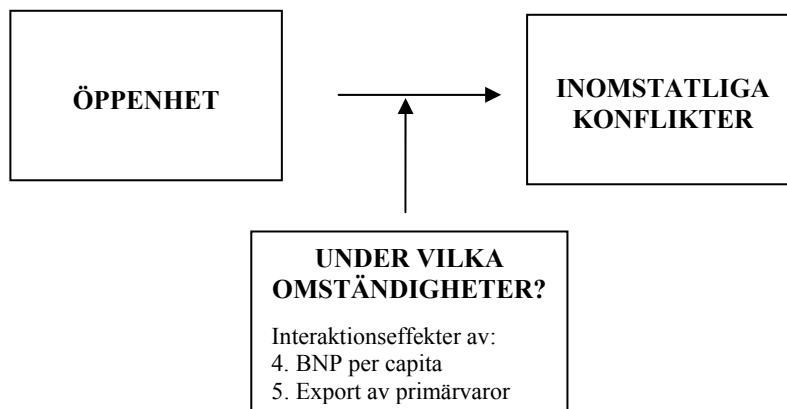 ÖPPENHET
INOMSTATLIGA
KONFLIKTER
UNDER VILKA
OMSTÄNDIGHETER?
Interaktionseffekter av:
4. BNP per capita
5. Export av primärvaror